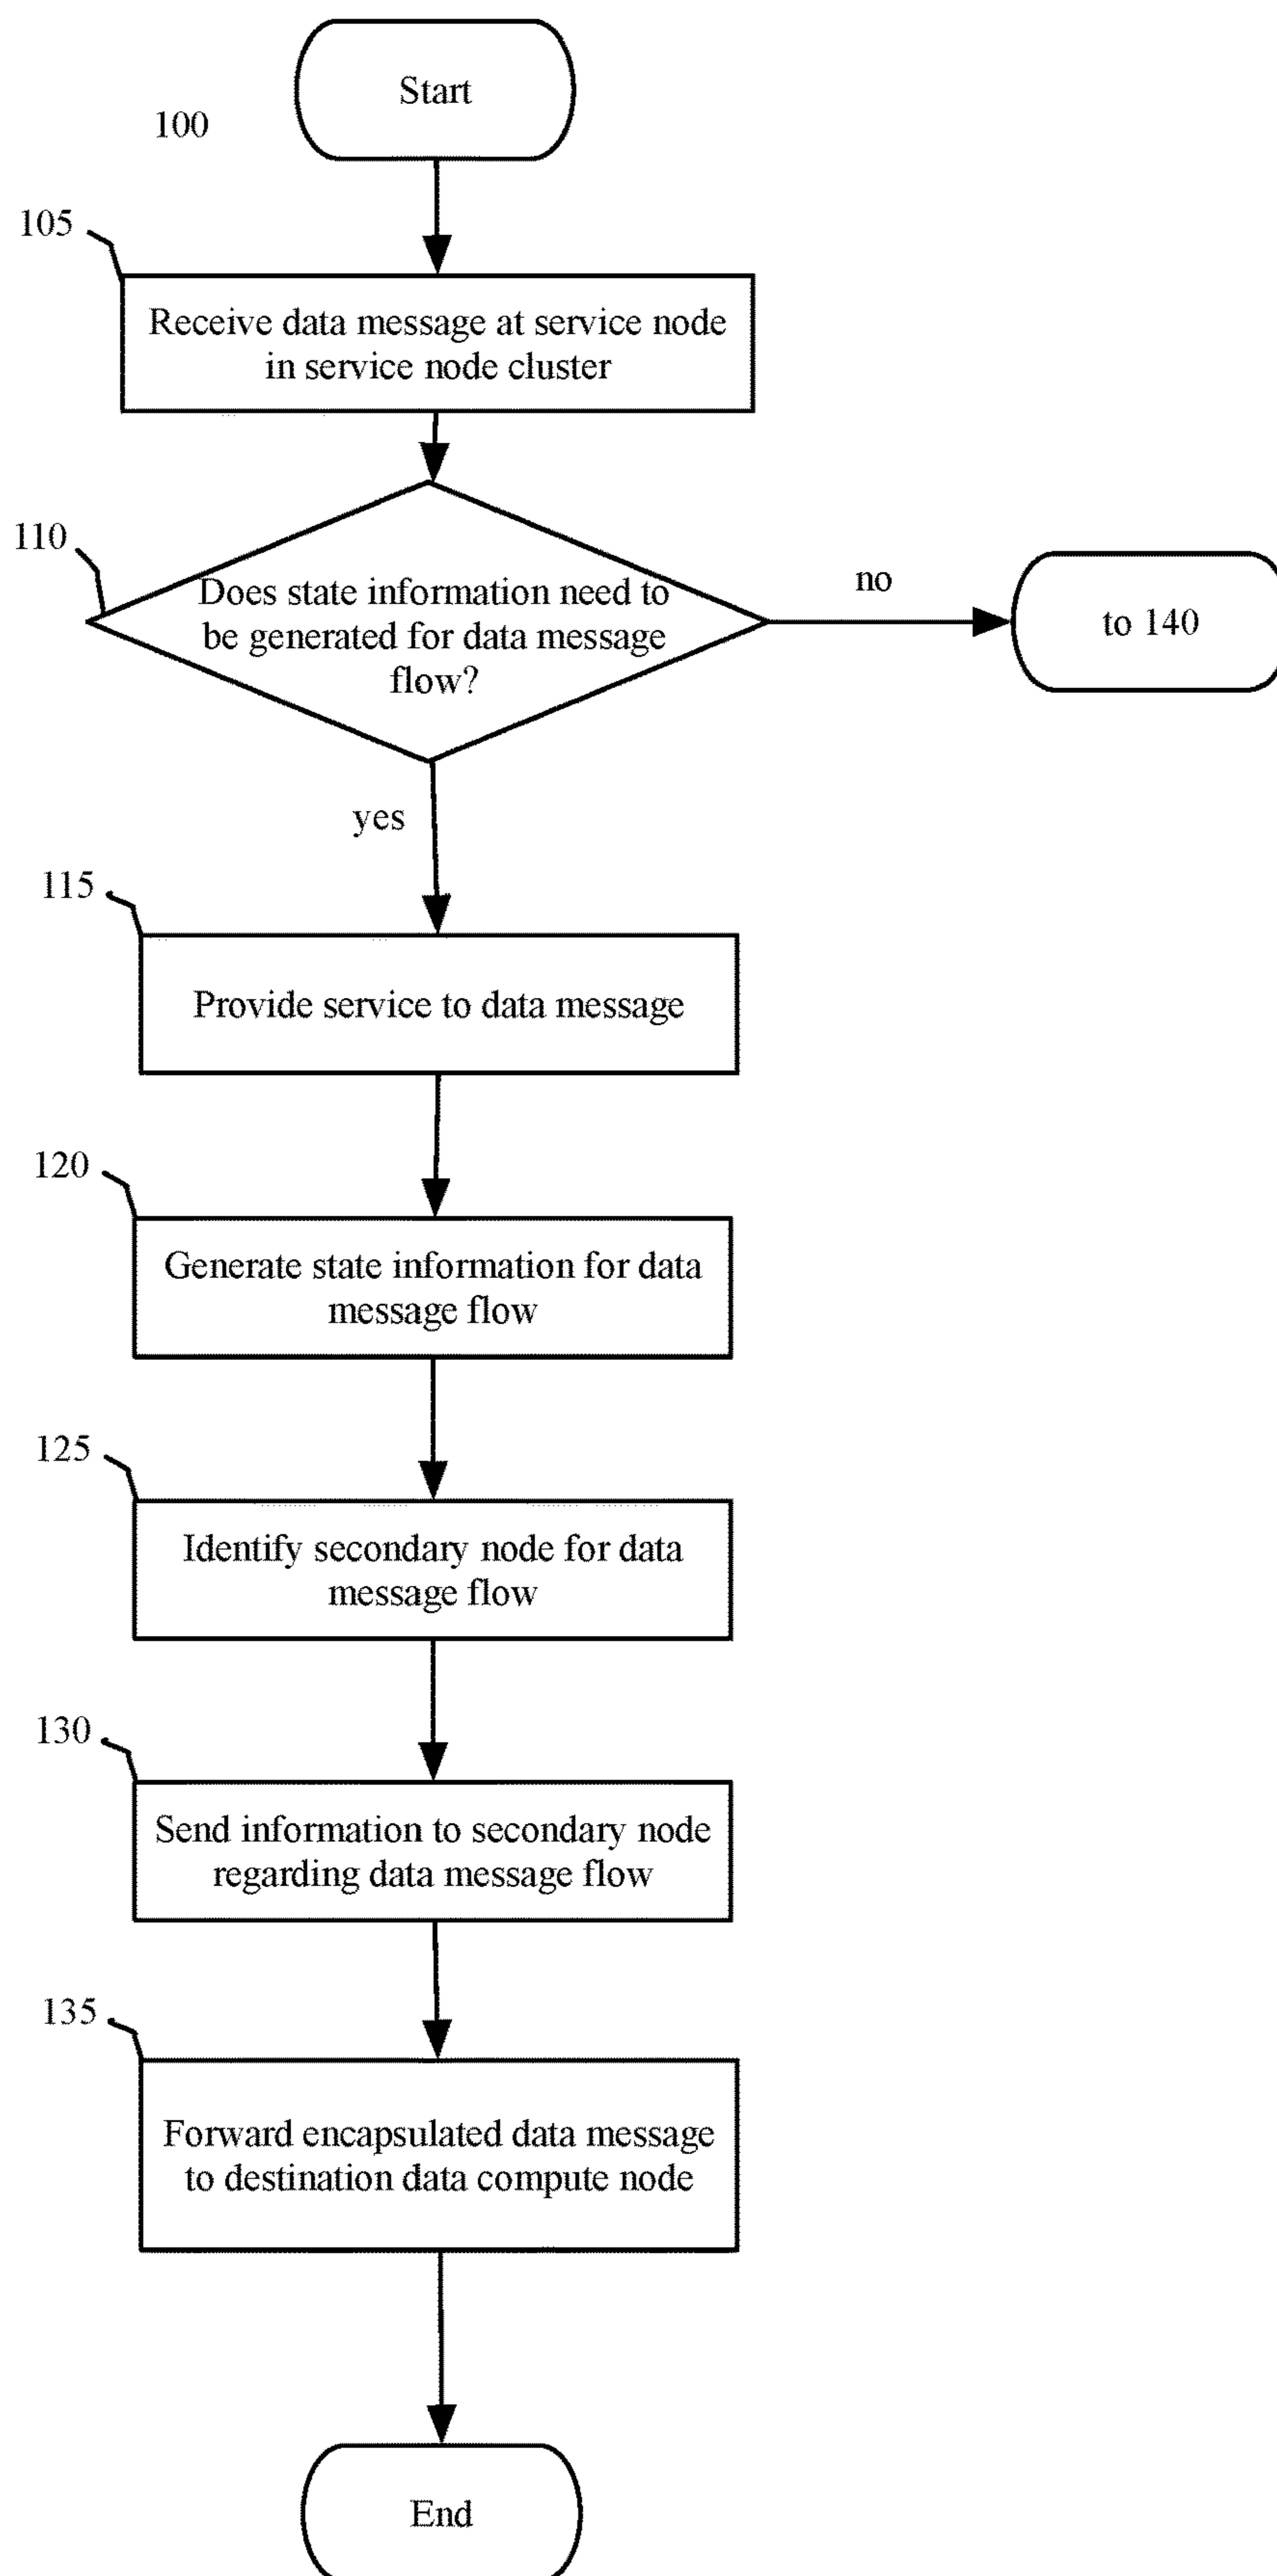 Start
100
105
Receive data message at service node
in service node cluster
110
Does state information need to
be generated for data message
flow?
no
to 140
yes
115
Provide service to data message
120
Generate state information for data
message flow
125
Identify secondary node for data
message flow
130
Send information to secondary node
regarding data message flow
135
Forward encapsulated data message
to destination data compute node
End